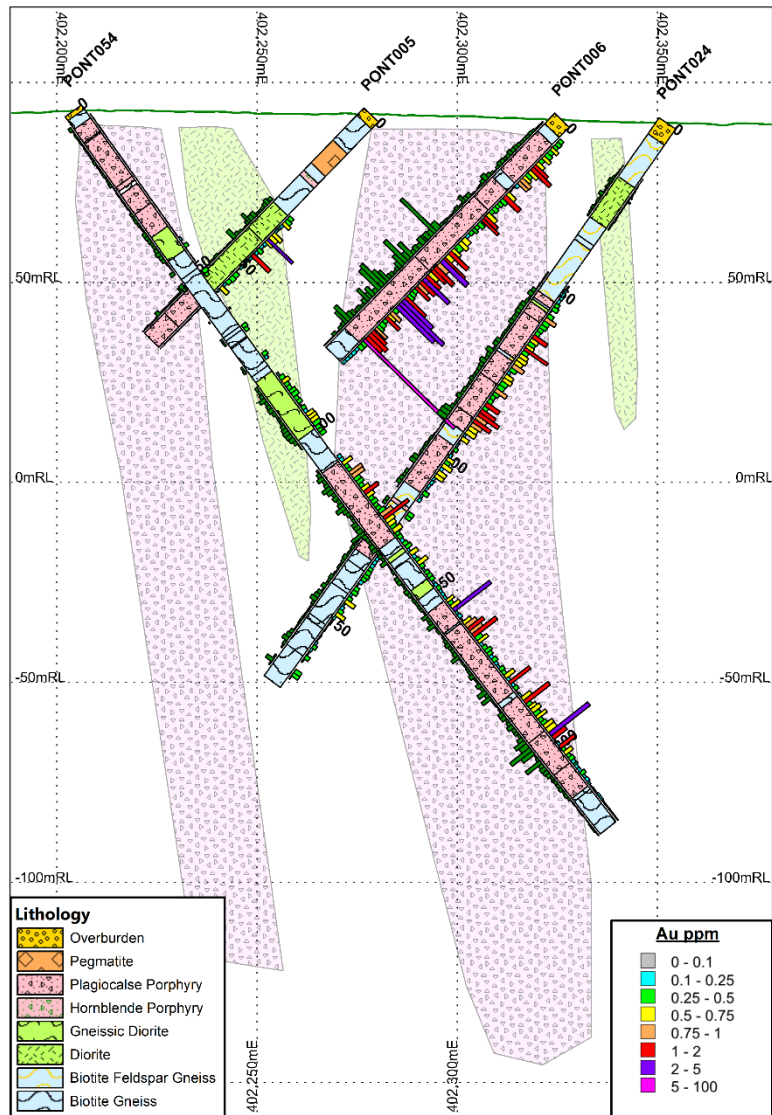 402,200mE
PONT054
402,250mE
PONT005
402,300mE
PONT006
402,350mE
PONT024
0
0
0
0
50mRL
50mRL
50
50
50
00
0mRL
0mRL
50
50
50
-50mRL
-50mRL
-100mRL
-100mRL
402,250mE
402,300mE
Lithology
Overburden
Pegmatite
Plagiocalse Porphyry
Hornblende Porphyry
Gneissic Diorite
Diorite
Biotite Feldspar Gneiss
Biotite Gneiss
Au ppm
0 - 0.1
0.1 - 0.25
0.25 - 0.5
0.5 - 0.75
0.75 - 1
1 - 2
2 - 5
5 - 100